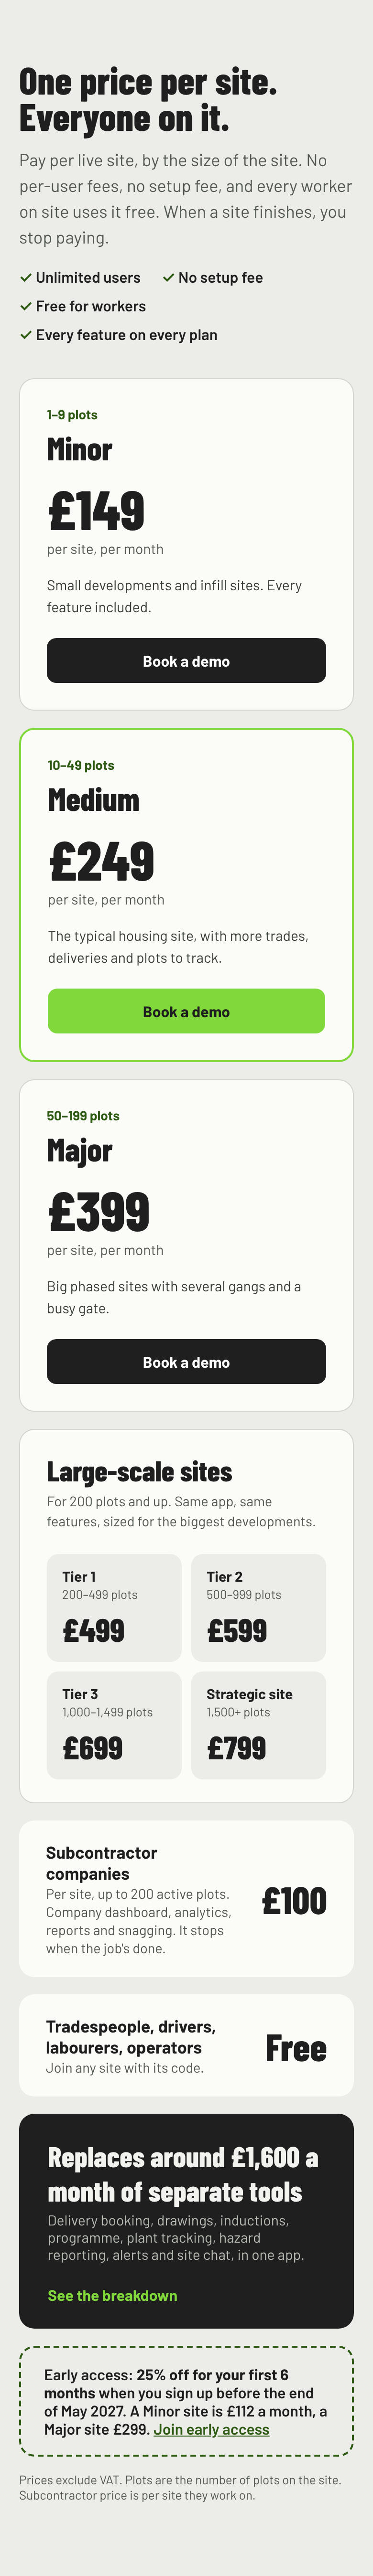 One price per site.
Everyone on it.
Pay per live site, by the size of the site. No
per-user fees, no setup fee, and every worker
on site uses it free. When a site finishes, you
stop paying.
✓ Unlimited users ✓ No setup fee
✓ Free for workers
✓ Every feature on every plan
1–9 plots
Minor
£149
per site, per month
Small developments and infill sites. Every
feature included.
Book a demo
10–49 plots
Medium
£249
per site, per month
The typical housing site, with more trades,
deliveries and plots to track.
Book a demo
50–199 plots
Major
£399
per site, per month
Big phased sites with several gangs and a
busy gate.
Book a demo
Large-scale sites
For 200 plots and up. Same app, same
features, sized for the biggest developments.
Tier 1
200–499 plots
£499
Tier 2
500–999 plots
£599
Tier 3
1,000–1,499 plots
£699
Strategic site
1,500+ plots
£799
Subcontractor
companies
Per site, up to 200 active plots.
Company dashboard, analytics,
reports and snagging. It stops
when the job's done.
£100
Tradespeople, drivers,
labourers, operators
Join any site with its code.
Free
Replaces around £1,600 a
month of separate tools
Delivery booking, drawings, inductions,
programme, plant tracking, hazard
reporting, alerts and site chat, in one app.
See the breakdown
Early access: 25% off for your first 6
months when you sign up before the end
of May 2027. A Minor site is £112 a month, a
Major site £299. Join early access
Prices exclude VAT. Plots are the number of plots on the site.
Subcontractor price is per site they work on.